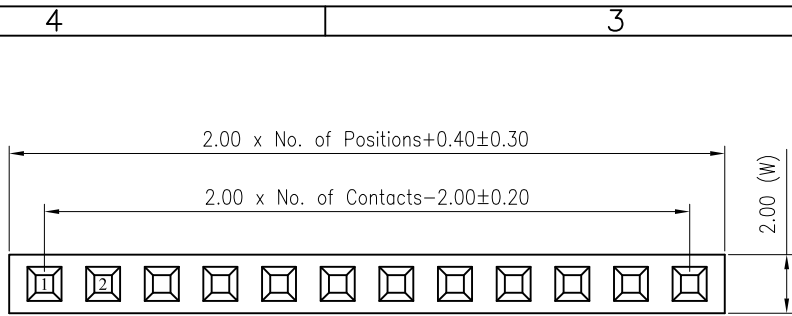 4 3
2.00 x No. of Positions+0.40±0.30
2.00 x No. of Contacts-2.00±0.20
2.00 (W)
1 2